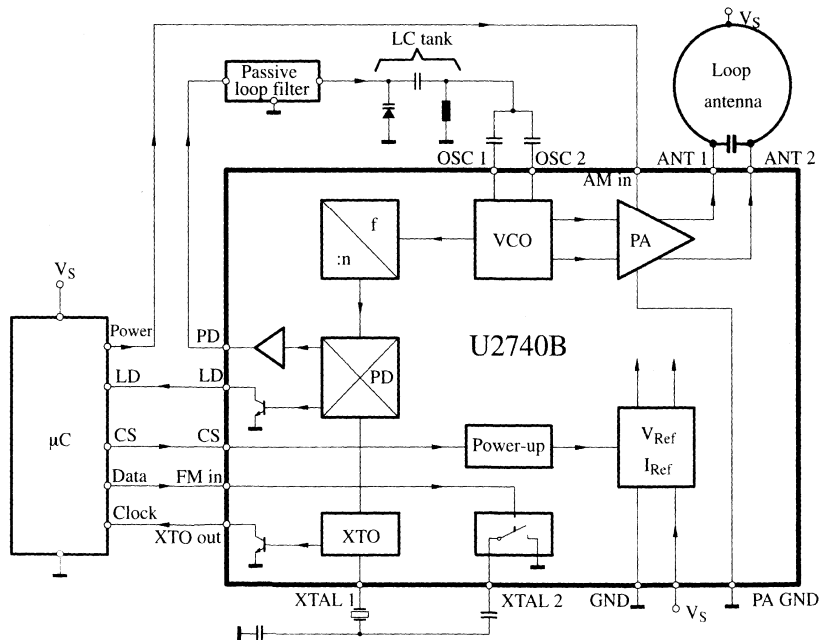 V_S
LC tank
Passive
loop filter
Loop
antenna
OSC 1
OSC 2
ANT 1
ANT 2
AM in
f
:n
VCO
PA
V_S
Power
PD
U2740B
LD
LD
PD
μC
CS
CS
Power-up
V_Ref
I_Ref
Data
FM in
Clock
XTO out
XTO
XTAL 1
XTAL 2
GND
V_S
PA GND